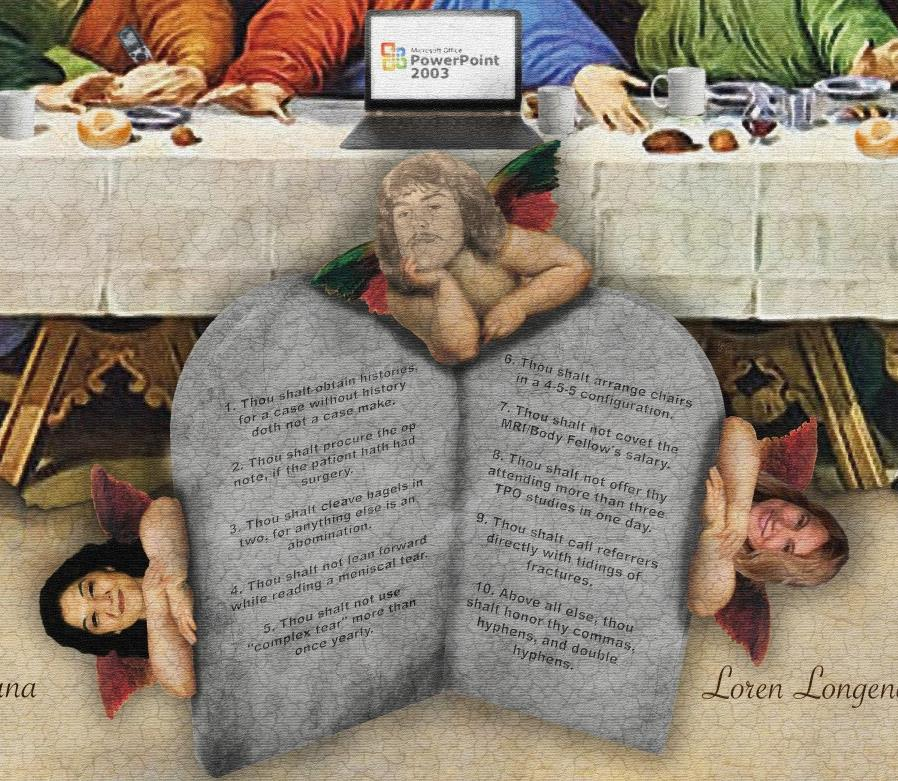 Microsoft Office
PowerPoint
2003
1. Thou shalt obtain histories,
for a case without history
doth not a case make.
2. Thou shalt procure the op
note, if the patient hath had
surgery.
3. Thou shalt cleave bagels in
two, for anything else is an
abomination.
4. Thou shalt not lean forward
while reading a meniscal tear.
5. Thou shalt not use
"complex tear" more than
once yearly.
6. Thou shalt arrange chairs
in a 4-5-5 configuration.
7. Thou shalt not covet the
MRI/Body Fellow's salary.
8. Thou shalt not offer thy
attending more than three
TPO studies in one day.
9. Thou shalt call referrers
directly with tidings of
fractures.
10. Above all else, thou
shalt honor thy commas,
hyphens, and double
hyphens.
Loren